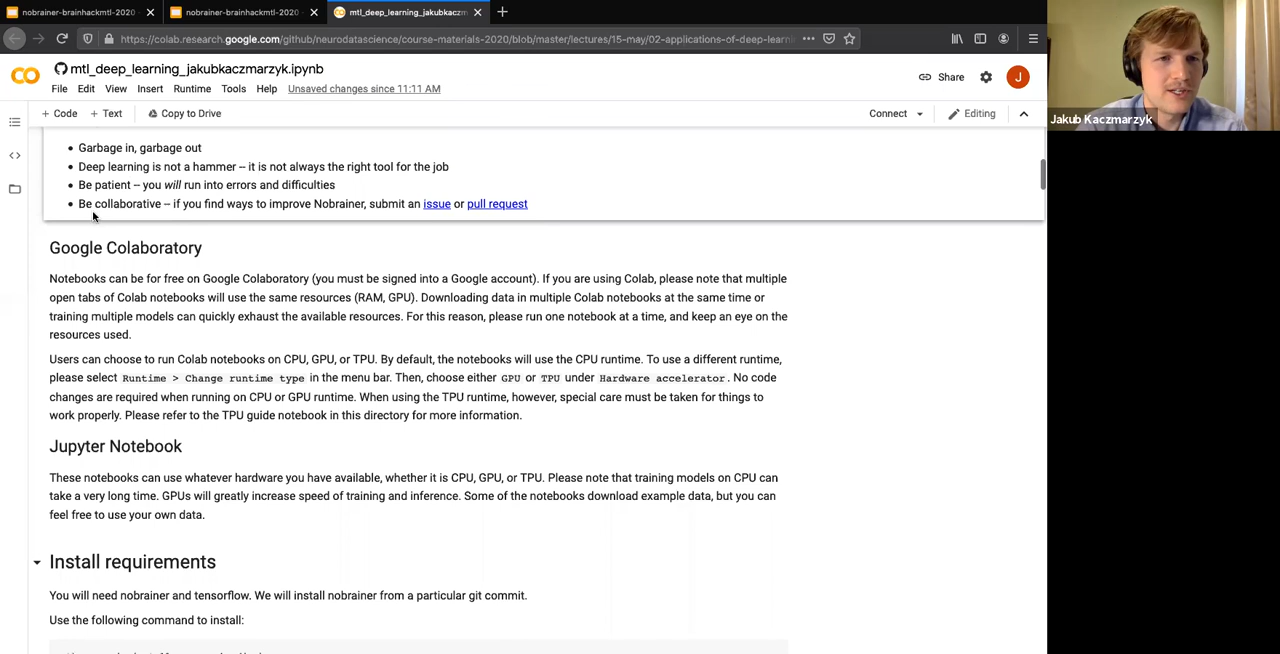 nobrainer-brainhackmtl-2020
nobrainer-brainhackmtl-2020
mtl_deep_learning_jakubkaczm
https://colab.research.google.com/github/neurodatascience/course-materials-2020/blob/master/lectures/15-may/02-applications-of-deep-learni
mtl_deep_learning_jakubkaczmarzyk.ipynb
Share
J
File Edit View Insert Runtime Tools Help Unsaved changes since 11:11 AM
+ Code + Text Copy to Drive Connect Editing
Jakub Kaczmarzyk
Garbage in, garbage out
Deep learning is not a hammer -- it is not always the right tool for the job
Be patient -- you will run into errors and difficulties
Be collaborative -- if you find ways to improve Nobrainer, submit an issue or pull request
Google Colaboratory
Notebooks can be for free on Google Colaboratory (you must be signed into a Google account). If you are using Colab, please note that multiple
open tabs of Colab notebooks will use the same resources (RAM, GPU). Downloading data in multiple Colab notebooks at the same time or
training multiple models can quickly exhaust the available resources. For this reason, please run one notebook at a time, and keep an eye on the
resources used.
Users can choose to run Colab notebooks on CPU, GPU, or TPU. By default, the notebooks will use the CPU runtime. To use a different runtime,
please select Runtime > Change runtime type in the menu bar. Then, choose either GPU or TPU under Hardware accelerator. No code
changes are required when running on CPU or GPU runtime. When using the TPU runtime, however, special care must be taken for things to
work properly. Please refer to the TPU guide notebook in this directory for more information.
Jupyter Notebook
These notebooks can use whatever hardware you have available, whether it is CPU, GPU, or TPU. Please note that training models on CPU can
take a very long time. GPUs will greatly increase speed of training and inference. Some of the notebooks download example data, but you can
feel free to use your own data.
Install requirements
You will need nobrainer and tensorflow. We will install nobrainer from a particular git commit.
Use the following command to install: